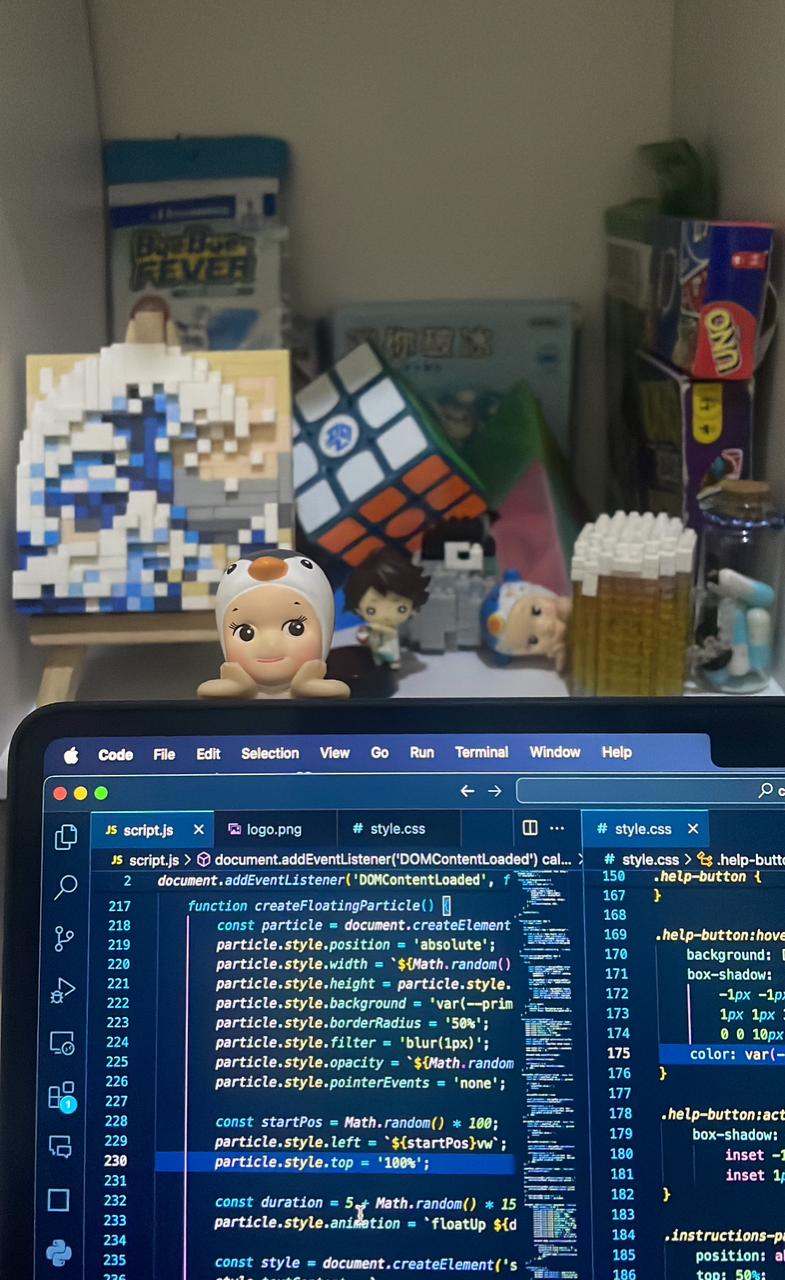 FEVER
你破冰
UNO
Code File Edit Selection View Go Run Terminal Window Help
JS script.js × logo.png # style.css ···
JS script.js > document.addEventListener('DOMContentLoaded') cal... >
2 document.addEventListener('DOMContentLoaded', f
217 function createFloatingParticle() {
218 const particle = document.createElement
219 particle.style.position = 'absolute';
220 particle.style.width = `${Math.random()
221 particle.style.height = particle.style.
222 particle.style.background = 'var(--prim
223 particle.style.borderRadius = '50%';
224 particle.style.filter = 'blur(1px)';
225 particle.style.opacity = `${Math.random
226 particle.style.pointerEvents = 'none';
227
228 const startPos = Math.random() * 100;
229 particle.style.left = `${startPos}vw`;
230 particle.style.top = '100%';
231
232 const duration = 5 + Math.random() * 15
233 particle.style.animation = `floatUp ${d
234
235 const style = document.createElement('s
# style.css ×
# style.css > .help-butto
150 .help-button {
167 }
168
169 .help-button:hove
170 background:
171 box-shadow:
172 -1px -1px
173 1px 1px
174 0 0 10px
175 color: var(-
176 }
177
178 .help-button:act
179 box-shadow:
180 inset -1
181 inset 1p
182 }
183
184 .instructions-pa
185 position: ab
top: 50%;
1